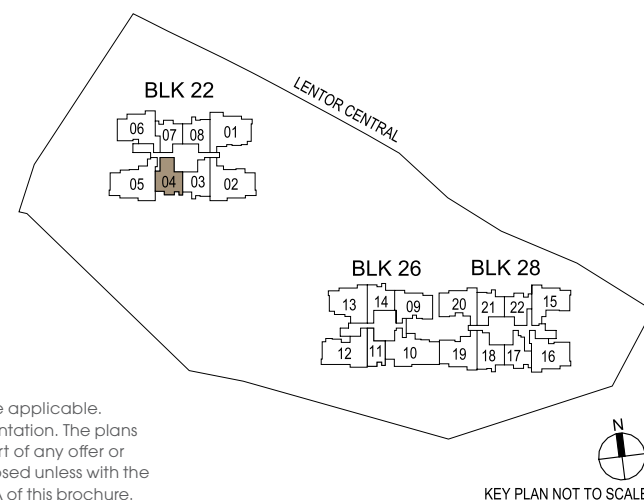 BLK 22
LENTOR CENTRAL
06 07 08 01
05 04 03 02
BLK 26 BLK 28
13 14 09 20 21 22 15
12 11 10 19 18 17 16
e applicable.
ntation. The plans
rt of any offer or
osed unless with the
A of this brochure.
N
KEY PLAN NOT TO SCALE